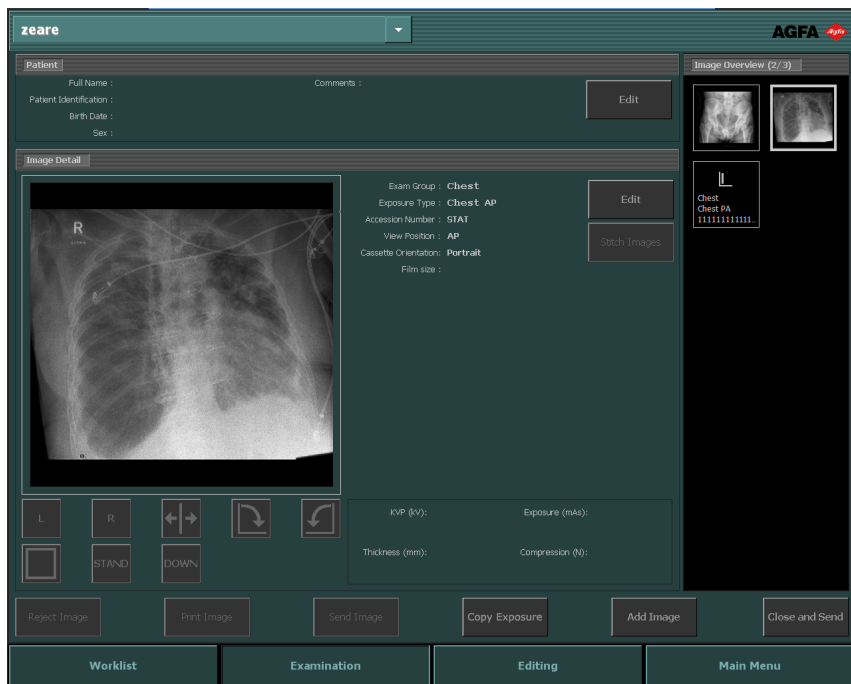 zeare
AGFA Agfa
Patient
Full Name :
Comments :
Patient Identification :
Birth Date :
Sex :
Edit
Image Overview (2/3)
Chest
Chest PA
111111111111...
Image Detail
R
Exam Group : Chest
Exposure Type : Chest AP
Accession Number : STAT
View Position : AP
Cassette Orientation: Portrait
Film size :
Edit
Stitch Images
L
R
STAND
DOWN
KVP (kV):
Exposure (mAs):
Thickness (mm):
Compression (N):
Reject Image
Print Image
Send Image
Copy Exposure
Add Image
Close and Send
Worklist
Examination
Editing
Main Menu